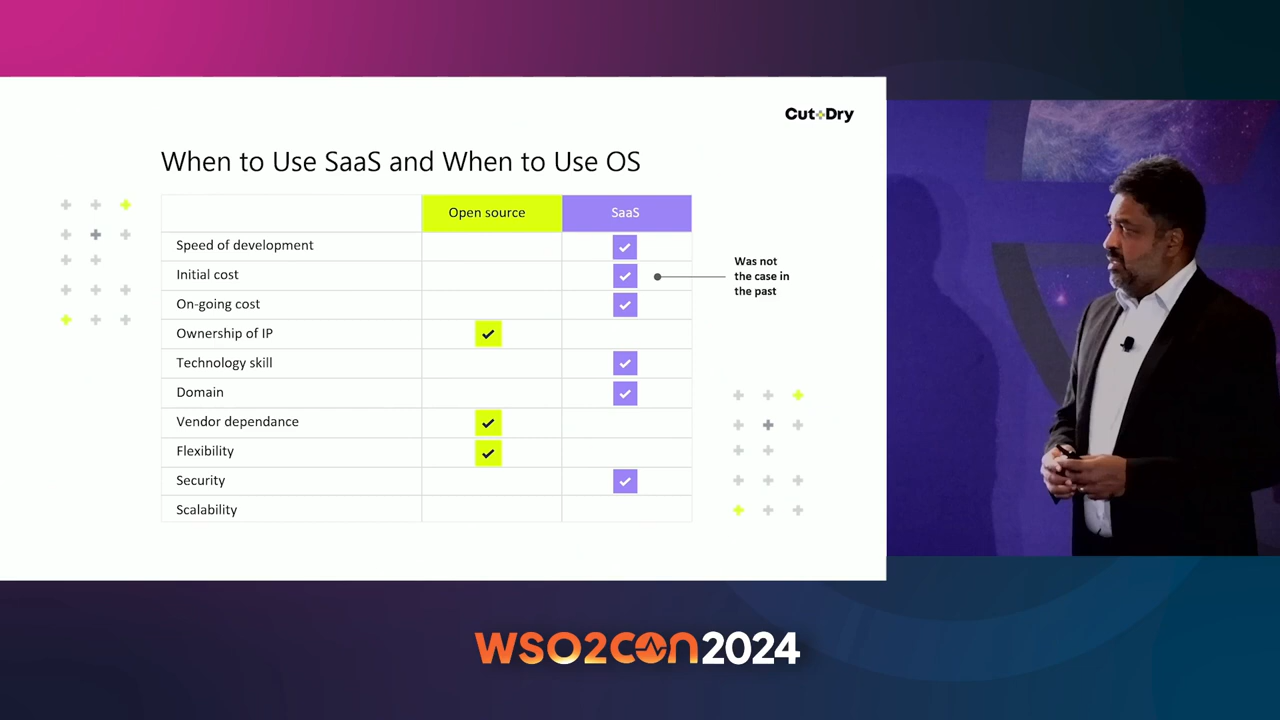 Cut+Dry
When to Use SaaS and When to Use OS
Open source
SaaS
Speed of development
Initial cost
On-going cost
Ownership of IP
Technology skill
Domain
Vendor dependance
Flexibility
Security
Scalability
Was not
the case in
the past
WSO2CON2024